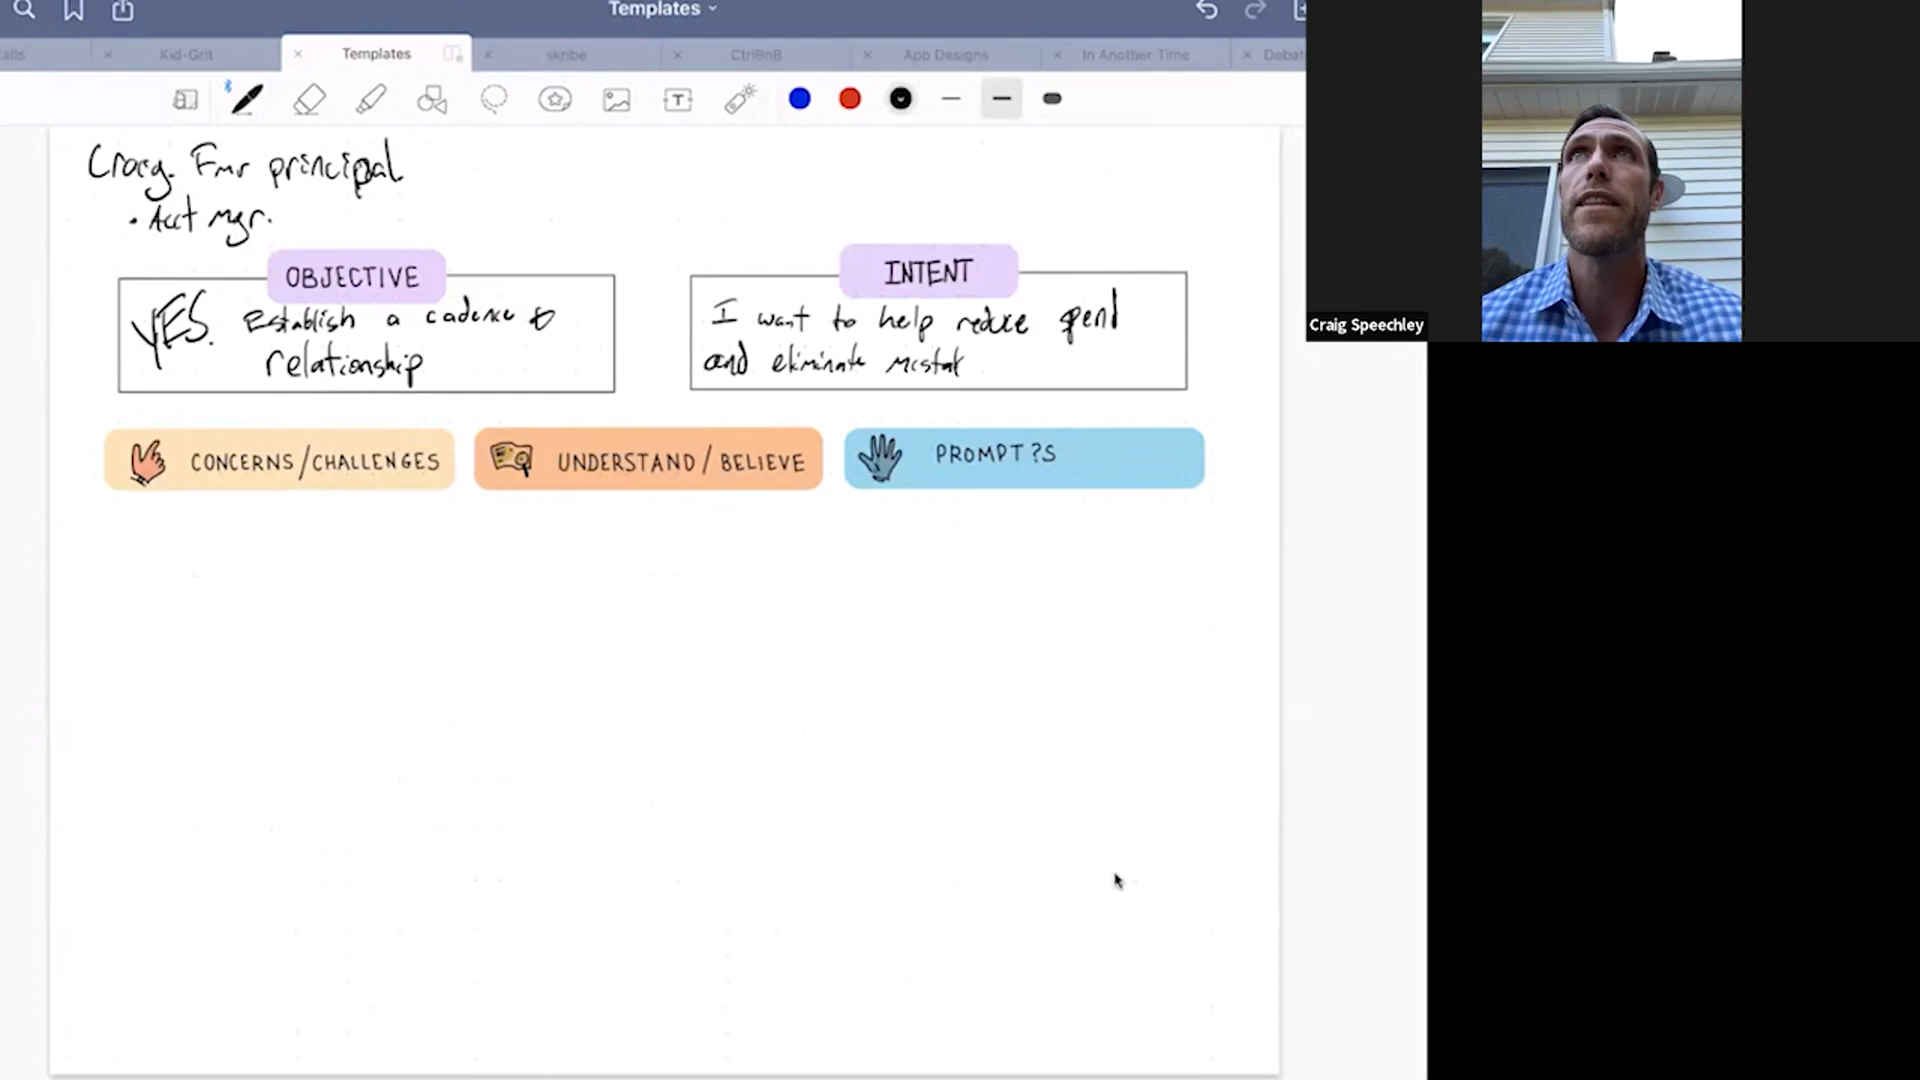 Templates
Kid-Grit
Templates
skribe
CtrlBnB
App Designs
In Another Time
Debat
Craig. Fmr principal
• Acct Mgr.
OBJECTIVE
YES. Establish a cadence &
relationship
INTENT
I want to help reduce spend
and eliminate mistak
CONCERNS/CHALLENGES
UNDERSTAND/BELIEVE
PROMPT ?S
Craig Speechley